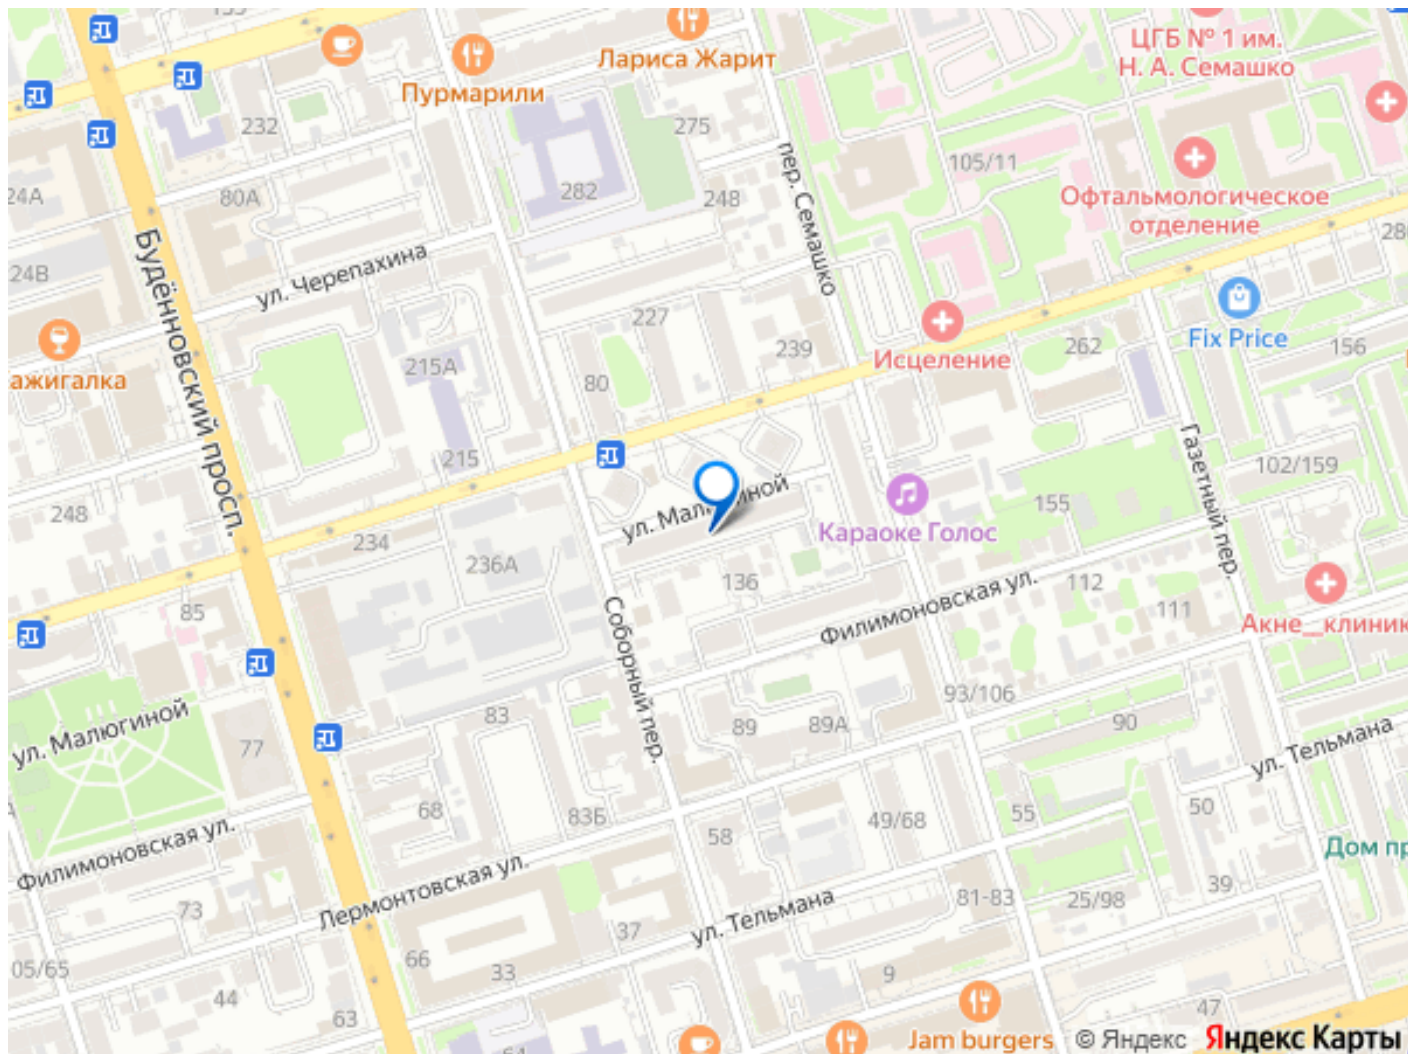 Лариса Жарит
ЦГБ № 1 им.
Н. А. Семашко
Пурмарили
232
275
пер. Семашко
105/11
24А
80А
282
248
Офтальмологическое
отделение
Будённовский просп.
ул. Черепахина
24В
227
Fix Price
239
Исцеление
262
156
215А
80
ажигалка
215
Газетный пер.
102/159
248
ул. Малюгиной
155
Караоке Голос
234
236А
136
112
111
85
Соборный пер.
Филимоновская ул.
Акне_клиник
93/106
ул. Малюгиной
77
83
89
89А
90
ул. Тельмана
68
83Б
58
49/68
55
50
Филимоновская ул.
Дом пр
Лермонтовская ул.
73
81-83
25/98
39
ул. Тельмана
37
05/65
66
33
9
44
63
47
Jam burgers
© Яндекс Яндекс Карты